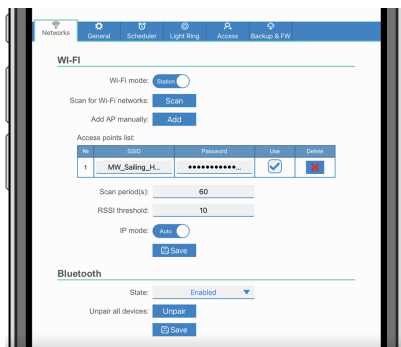 Networks General Scheduler Light Ring Access Backup & FW
WI-FI
Wi-Fi mode: Station
Scan for Wi-Fi networks: Scan
Add AP manually: Add
Access points list:
№ SSID Password Use Delete
1 MW_Sailing_H... ●●●●●●●●●●●...
Scan period(s): 60
RSSI threshold: 10
IP mode: Auto
Save
Bluetooth
State: Enabled
Unpair all devices: Unpair
Save